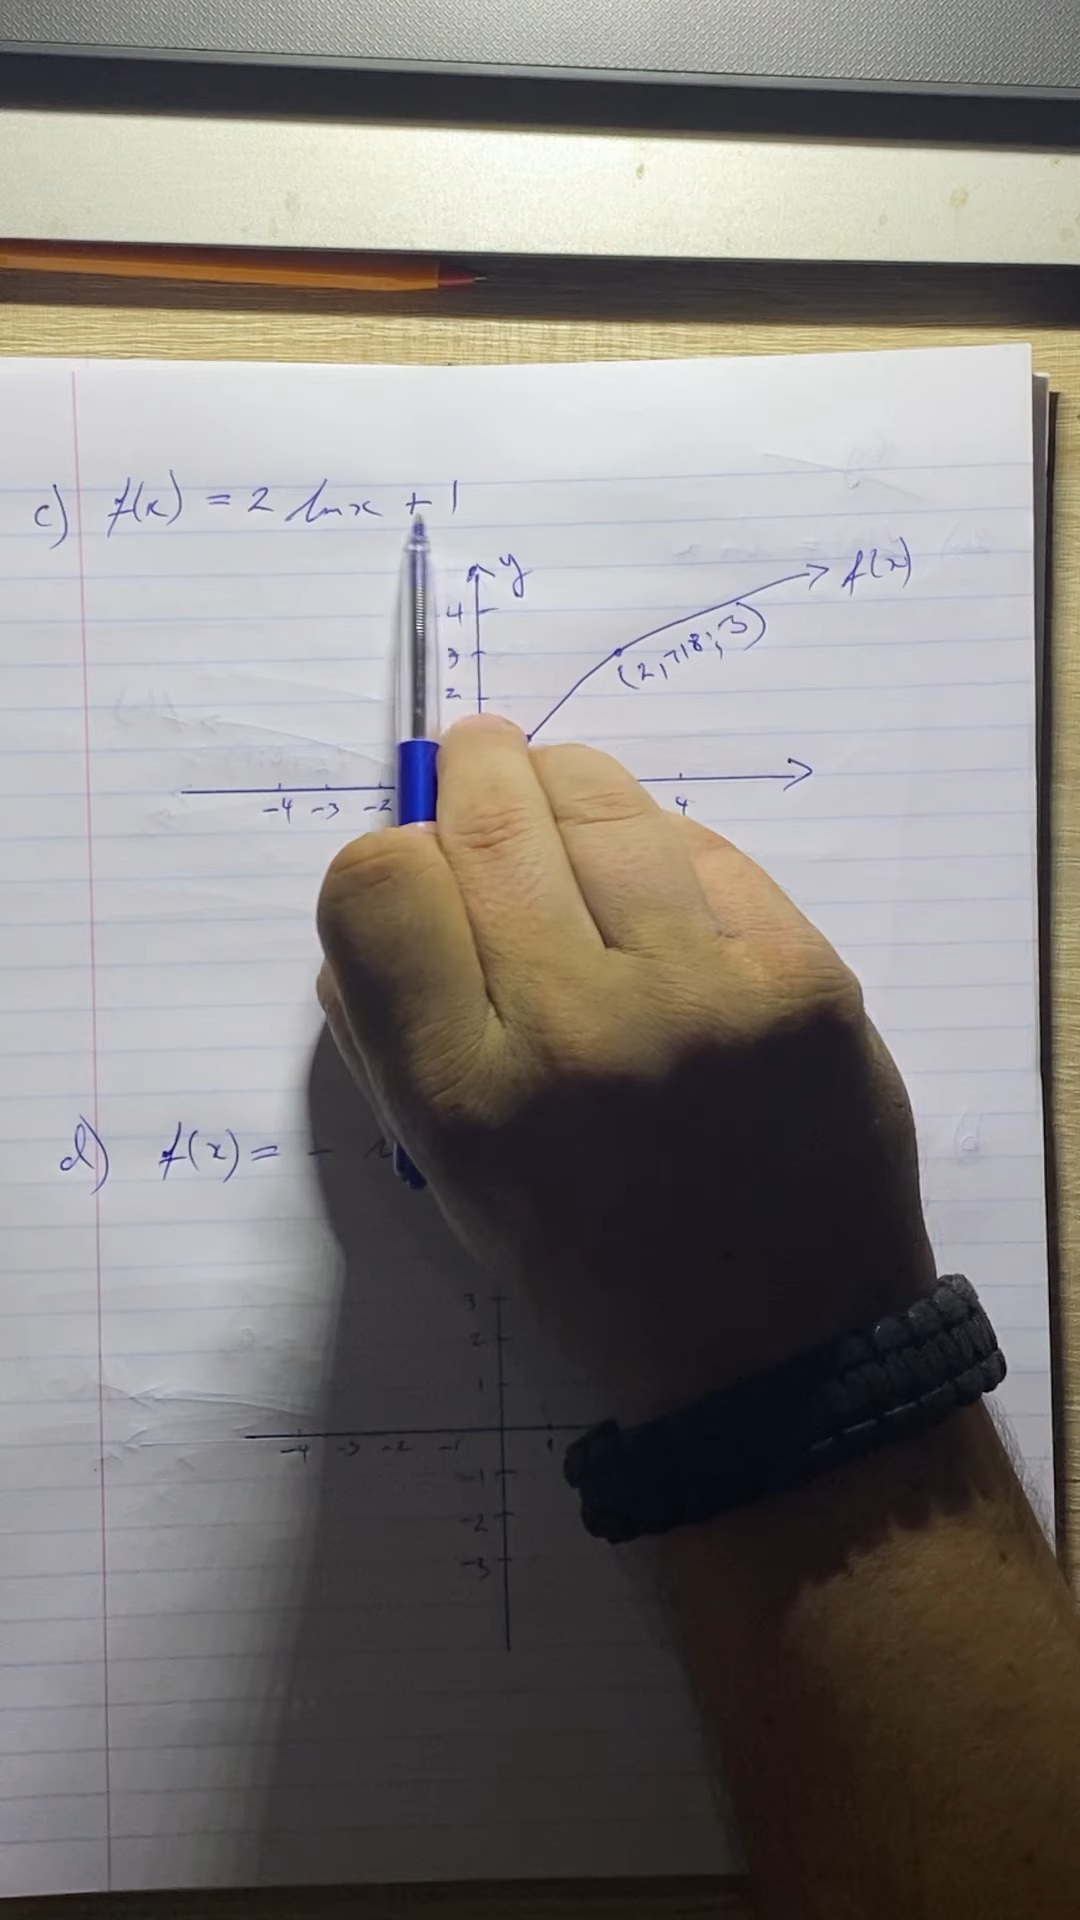 c) f(x) = 2 ln x + 1
y
f(x)
4
3
(2,718; 3)
2
-4 -3 -2 4
d) f(x) = -
3
2
1
-4 -3 -2 -1 1
-1
-2
-3